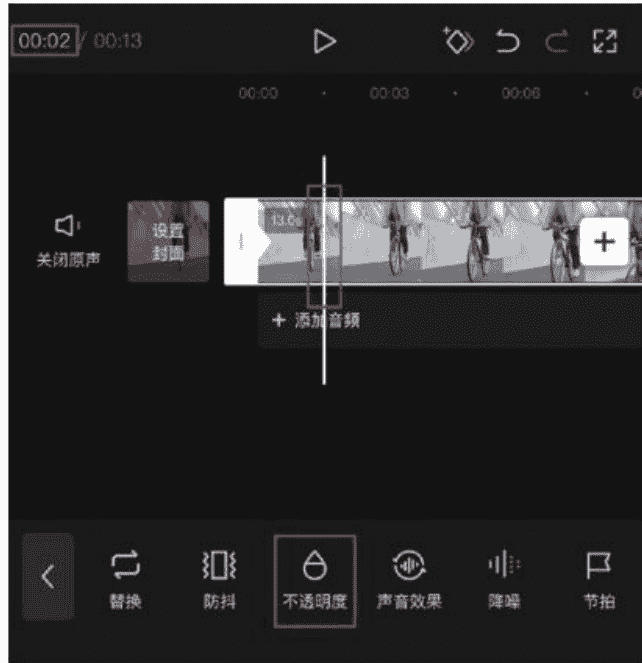 00:02 / 00:13
00:00 00:03 00:06
13.0s
关闭原声
设置
封面
+ 添加音频
替换 防抖 不透明度 声音效果 降噪 节拍